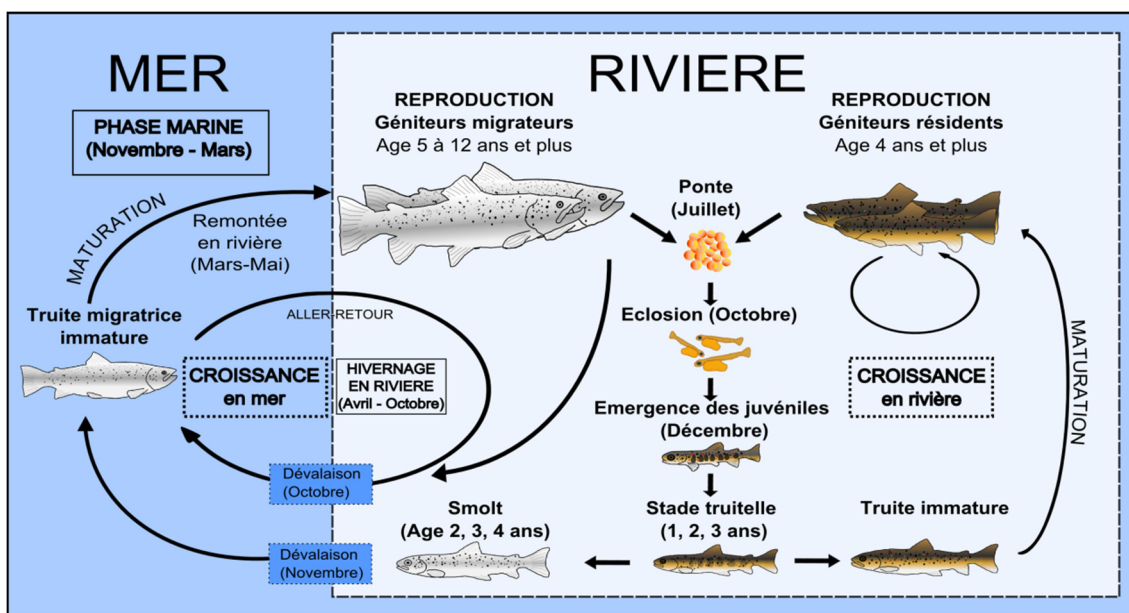 MER
RIVIERE
PHASE MARINE
(Novembre - Mars)
REPRODUCTION
Géniteurs migrateurs
Age 5 à 12 ans et plus
REPRODUCTION
Géniteurs résidents
Age 4 ans et plus
MATURATION
Remontée
en rivière
(Mars-Mai)
Ponte
(Juillet)
Truite migratrice
immature
ALLER-RETOUR
Eclosion (Octobre)
CROISSANCE
en mer
HIVERNAGE
EN RIVIERE
(Avril - Octobre)
CROISSANCE
en rivière
MATURATION
Emergence des juvéniles
(Décembre)
Dévalaison
(Octobre)
Smolt
(Age 2, 3, 4 ans)
Stade truitelle
(1, 2, 3 ans)
Truite immature
Dévalaison
(Novembre)